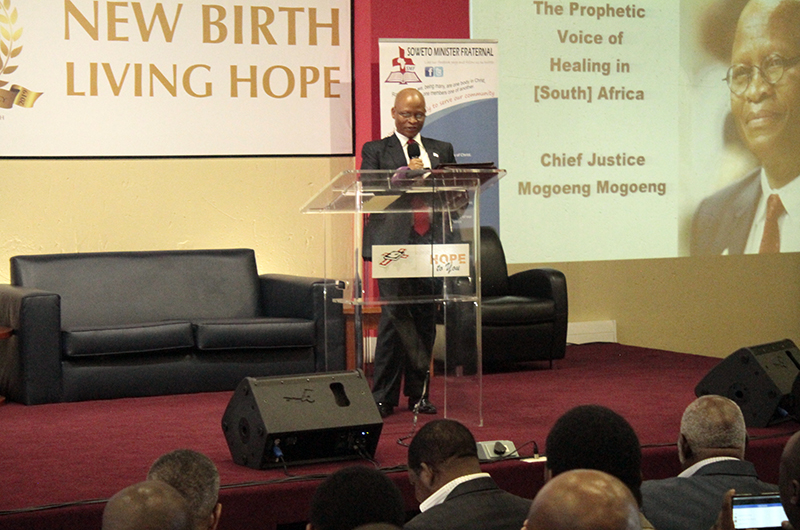 NEW BIRTH
LIVING HOPE
SOWETO MINISTER FRATERNAL
The Prophetic
Voice of
Healing in
[South] Africa
Chief Justice
Mogoeng Mogoeng
HOPE
to You